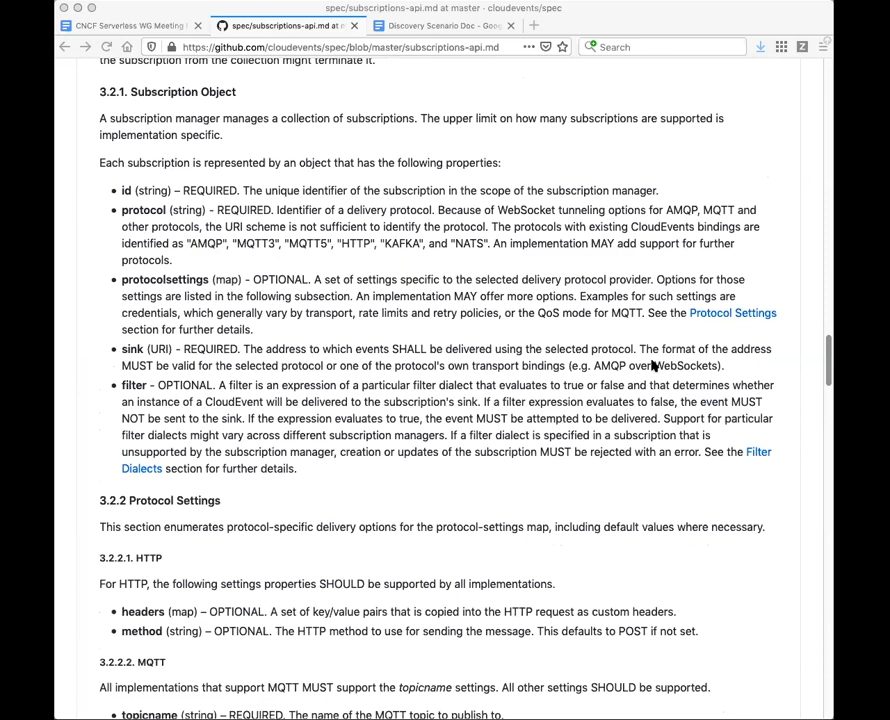 spec/subscriptions-api.md at master · cloudevents/spec
CNCF Serverless WG Meeting
spec/subscriptions-api.md at m
Discovery Scenario Doc - Goo
https://github.com/cloudevents/spec/blob/master/subscriptions-api.md
Search
the subscription from the collection might terminate it.
3.2.1. Subscription Object
A subscription manager manages a collection of subscriptions. The upper limit on how many subscriptions are supported is
implementation specific.
Each subscription is represented by an object that has the following properties:
• id (string) – REQUIRED. The unique identifier of the subscription in the scope of the subscription manager.
• protocol (string) - REQUIRED. Identifier of a delivery protocol. Because of WebSocket tunneling options for AMQP, MQTT and
other protocols, the URI scheme is not sufficient to identify the protocol. The protocols with existing CloudEvents bindings are
identified as "AMQP", "MQTT3", "MQTT5", "HTTP", "KAFKA", and "NATS". An implementation MAY add support for further
protocols.
• protocolsettings (map) - OPTIONAL. A set of settings specific to the selected delivery protocol provider. Options for those
settings are listed in the following subsection. An implementation MAY offer more options. Examples for such settings are
credentials, which generally vary by transport, rate limits and retry policies, or the QoS mode for MQTT. See the Protocol Settings
section for further details.
• sink (URI) - REQUIRED. The address to which events SHALL be delivered using the selected protocol. The format of the address
MUST be valid for the selected protocol or one of the protocol's own transport bindings (e.g. AMQP over WebSockets).
• filter - OPTIONAL. A filter is an expression of a particular filter dialect that evaluates to true or false and that determines whether
an instance of a CloudEvent will be delivered to the subscription's sink. If a filter expression evaluates to false, the event MUST
NOT be sent to the sink. If the expression evaluates to true, the event MUST be attempted to be delivered. Support for particular
filter dialects might vary across different subscription managers. If a filter dialect is specified in a subscription that is
unsupported by the subscription manager, creation or updates of the subscription MUST be rejected with an error. See the Filter
Dialects section for further details.
3.2.2 Protocol Settings
This section enumerates protocol-specific delivery options for the protocol-settings map, including default values where necessary.
3.2.2.1. HTTP
For HTTP, the following settings properties SHOULD be supported by all implementations.
• headers (map) – OPTIONAL. A set of key/value pairs that is copied into the HTTP request as custom headers.
• method (string) – OPTIONAL. The HTTP method to use for sending the message. This defaults to POST if not set.
3.2.2.2. MQTT
All implementations that support MQTT MUST support the topicname settings. All other settings SHOULD be supported.
• topicname (string) – REQUIRED. The name of the MQTT topic to publish to.